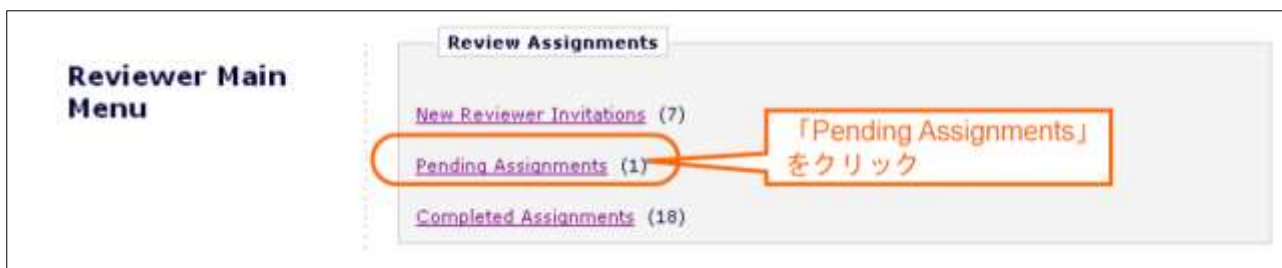 Review Assignments
Reviewer Main
Menu
New Reviewer Invitations (7)
Pending Assignments (1)
Completed Assignments (18)
「Pending Assignments」
をクリック